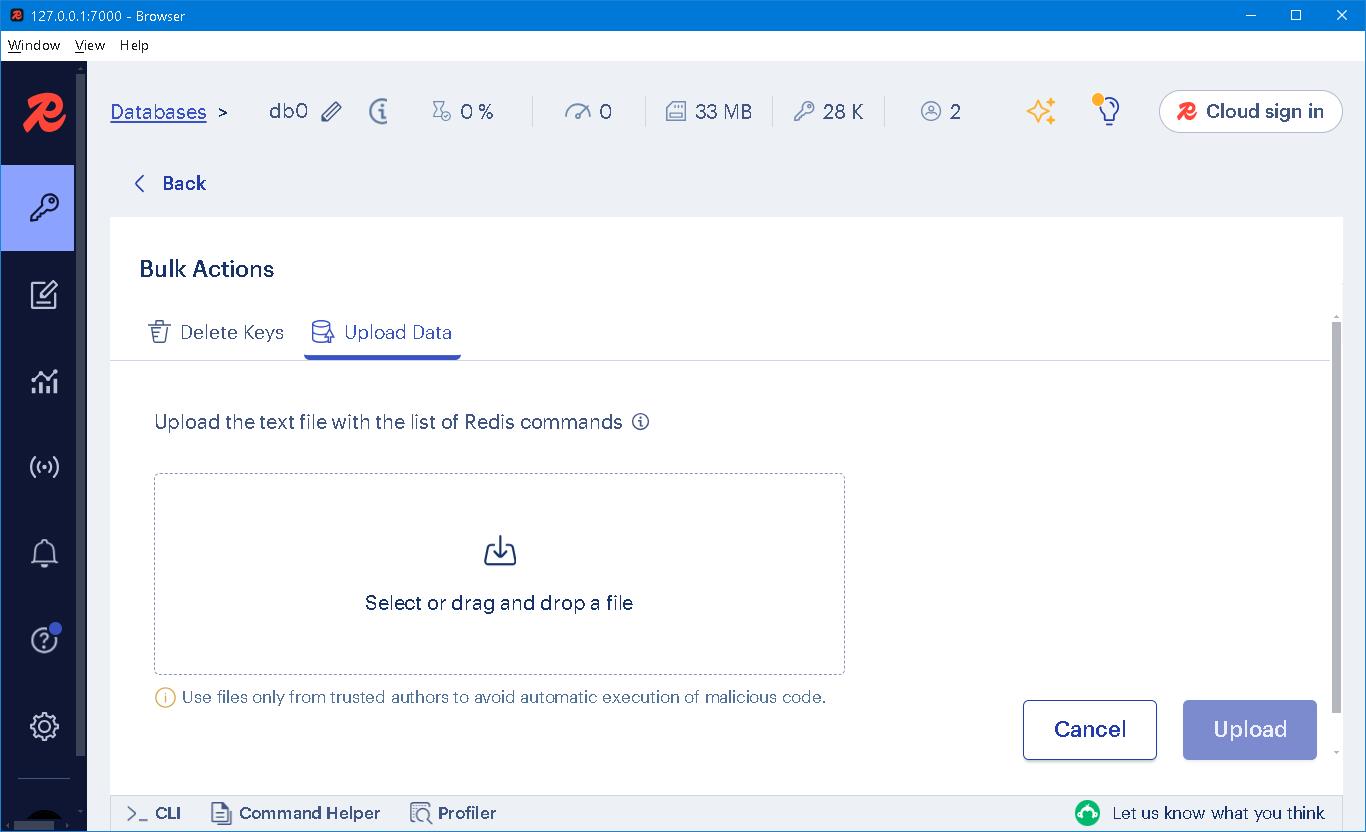 127.0.0.1:7000 - Browser
Window View Help
Databases > db0 0 % 0 33 MB 28 K 2 Cloud sign in
Back
Bulk Actions
Delete Keys Upload Data
Upload the text file with the list of Redis commands
Select or drag and drop a file
Use files only from trusted authors to avoid automatic execution of malicious code.
Cancel Upload
CLI Command Helper Profiler Let us know what you think